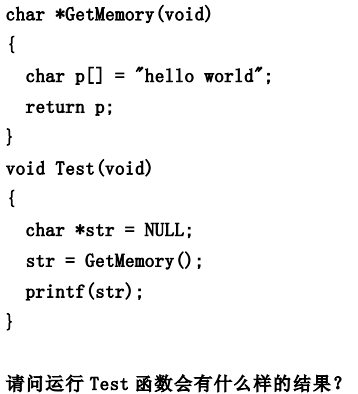 char *GetMemory(void)
{
char p[] = "hello world";
return p;
}
void Test(void)
{
char *str = NULL;
str = GetMemory();
printf(str);
}
请问运行 Test 函数会有什么样的结果？